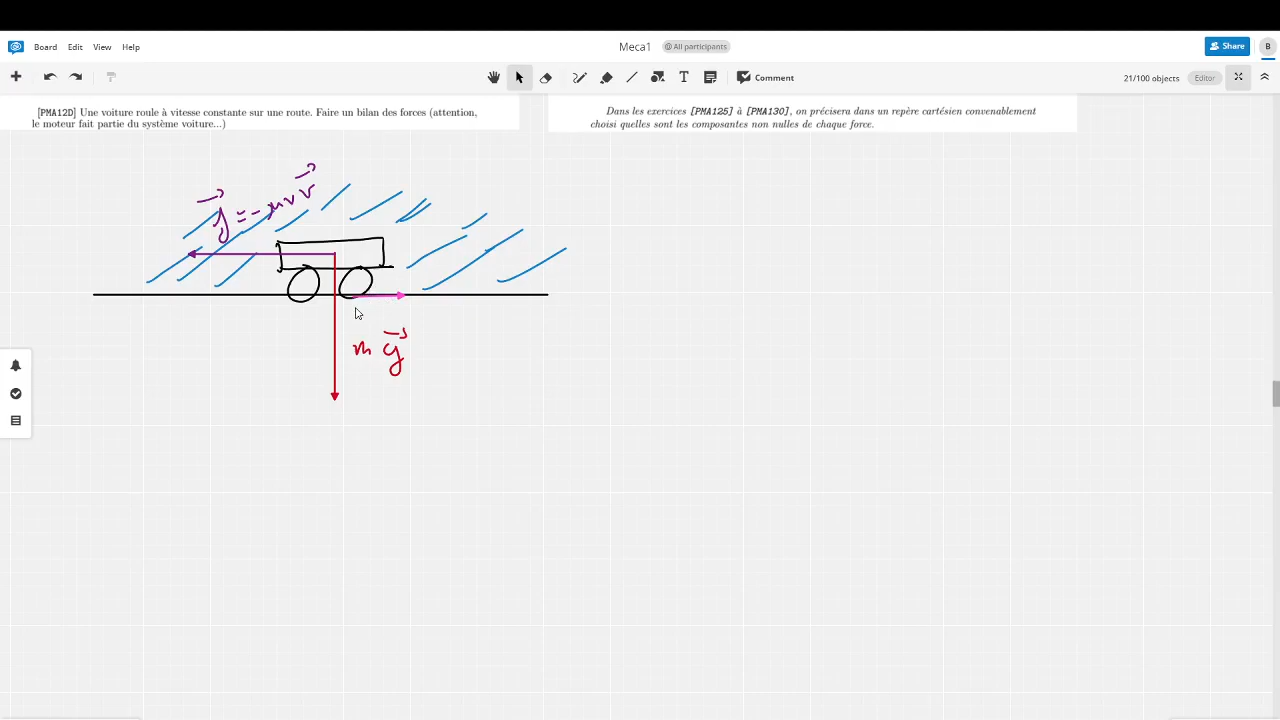 Board Edit View Help
Meca1 @ All participants
Share B
T Comment
21/100 objects Editor
[PMA12D] Une voiture roule à vitesse constante sur une route. Faire un bilan des forces (attention,
le moteur fait partie du système voiture...)
Dans les exercices [PMA125] à [PMA130], on précisera dans un repère cartésien convenablement
choisi quelles sont les composantes non nulles de chaque force.
= - μ v v
m g